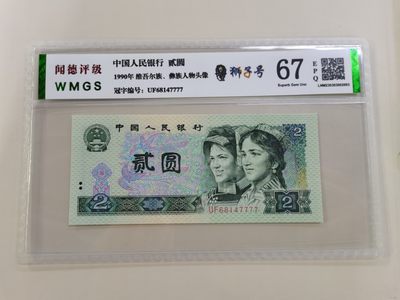 闻德评级
WMGS
中国人民银行 贰圆
1990年 维吾尔族、彝族人物头像
冠字编号: UF68147777
狮子号
67
EPQ
Superb Gem Unc
中国人民银行
2
贰圆
2
2
UF68147777